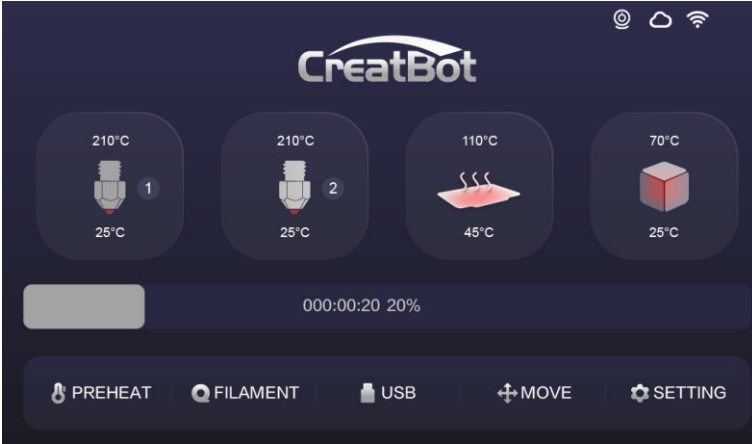 CreatBot
210°C 210°C 110°C 70°C
1 2
25°C 25°C 45°C 25°C
000:00:20 20%
PREHEAT FILAMENT USB MOVE SETTING